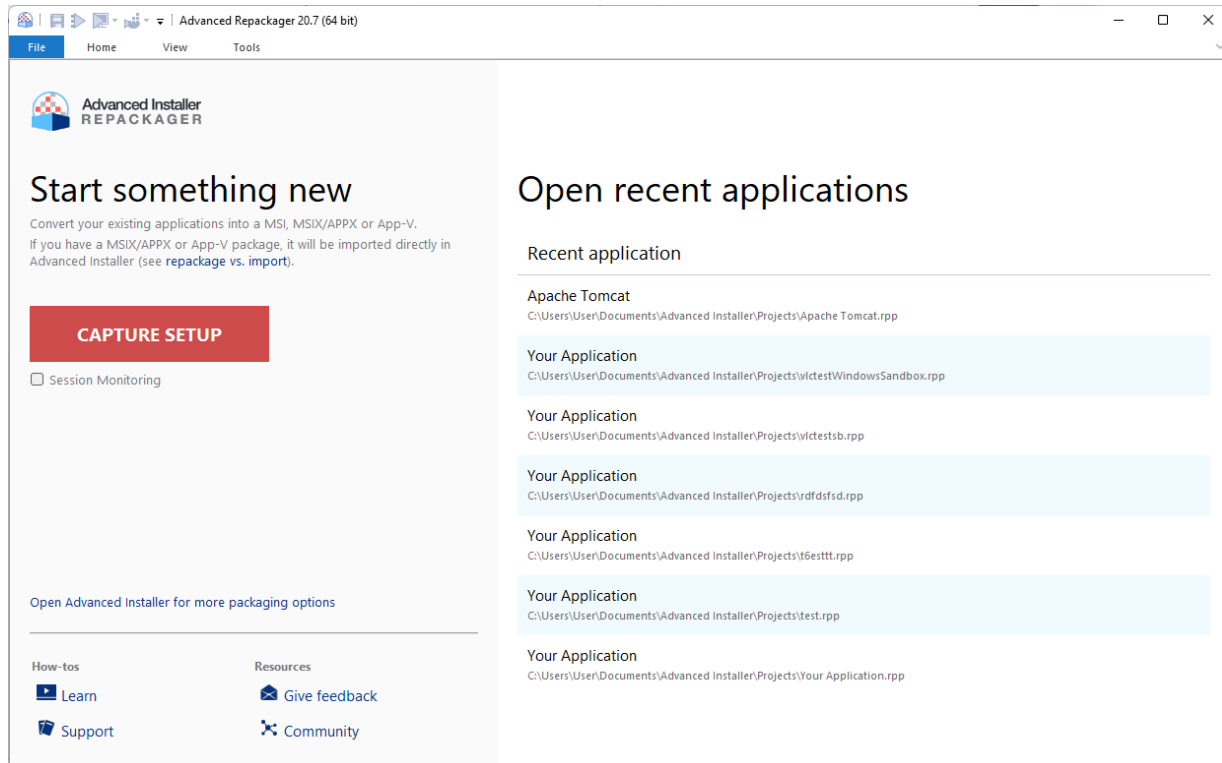 Advanced Repackager 20.7 (64 bit)
File Home View Tools
Advanced Installer
REPACKAGER
Start something new
Convert your existing applications into a MSI, MSIX/APPX or App-V.
If you have a MSIX/APPX or App-V package, it will be imported directly in
Advanced Installer (see repackage vs. import).
CAPTURE SETUP
Session Monitoring
Open Advanced Installer for more packaging options
How-tos
Learn
Support
Resources
Give feedback
Community
Open recent applications
Recent application
Apache Tomcat
C:\Users\User\Documents\Advanced Installer\Projects\Apache Tomcat.rpp
Your Application
C:\Users\User\Documents\Advanced Installer\Projects\vlctestWindowsSandbox.rpp
Your Application
C:\Users\User\Documents\Advanced Installer\Projects\vlctestsb.rpp
Your Application
C:\Users\User\Documents\Advanced Installer\Projects\rdfdsfsd.rpp
Your Application
C:\Users\User\Documents\Advanced Installer\Projects\t6esttt.rpp
Your Application
C:\Users\User\Documents\Advanced Installer\Projects\test.rpp
Your Application
C:\Users\User\Documents\Advanced Installer\Projects\Your Application.rpp